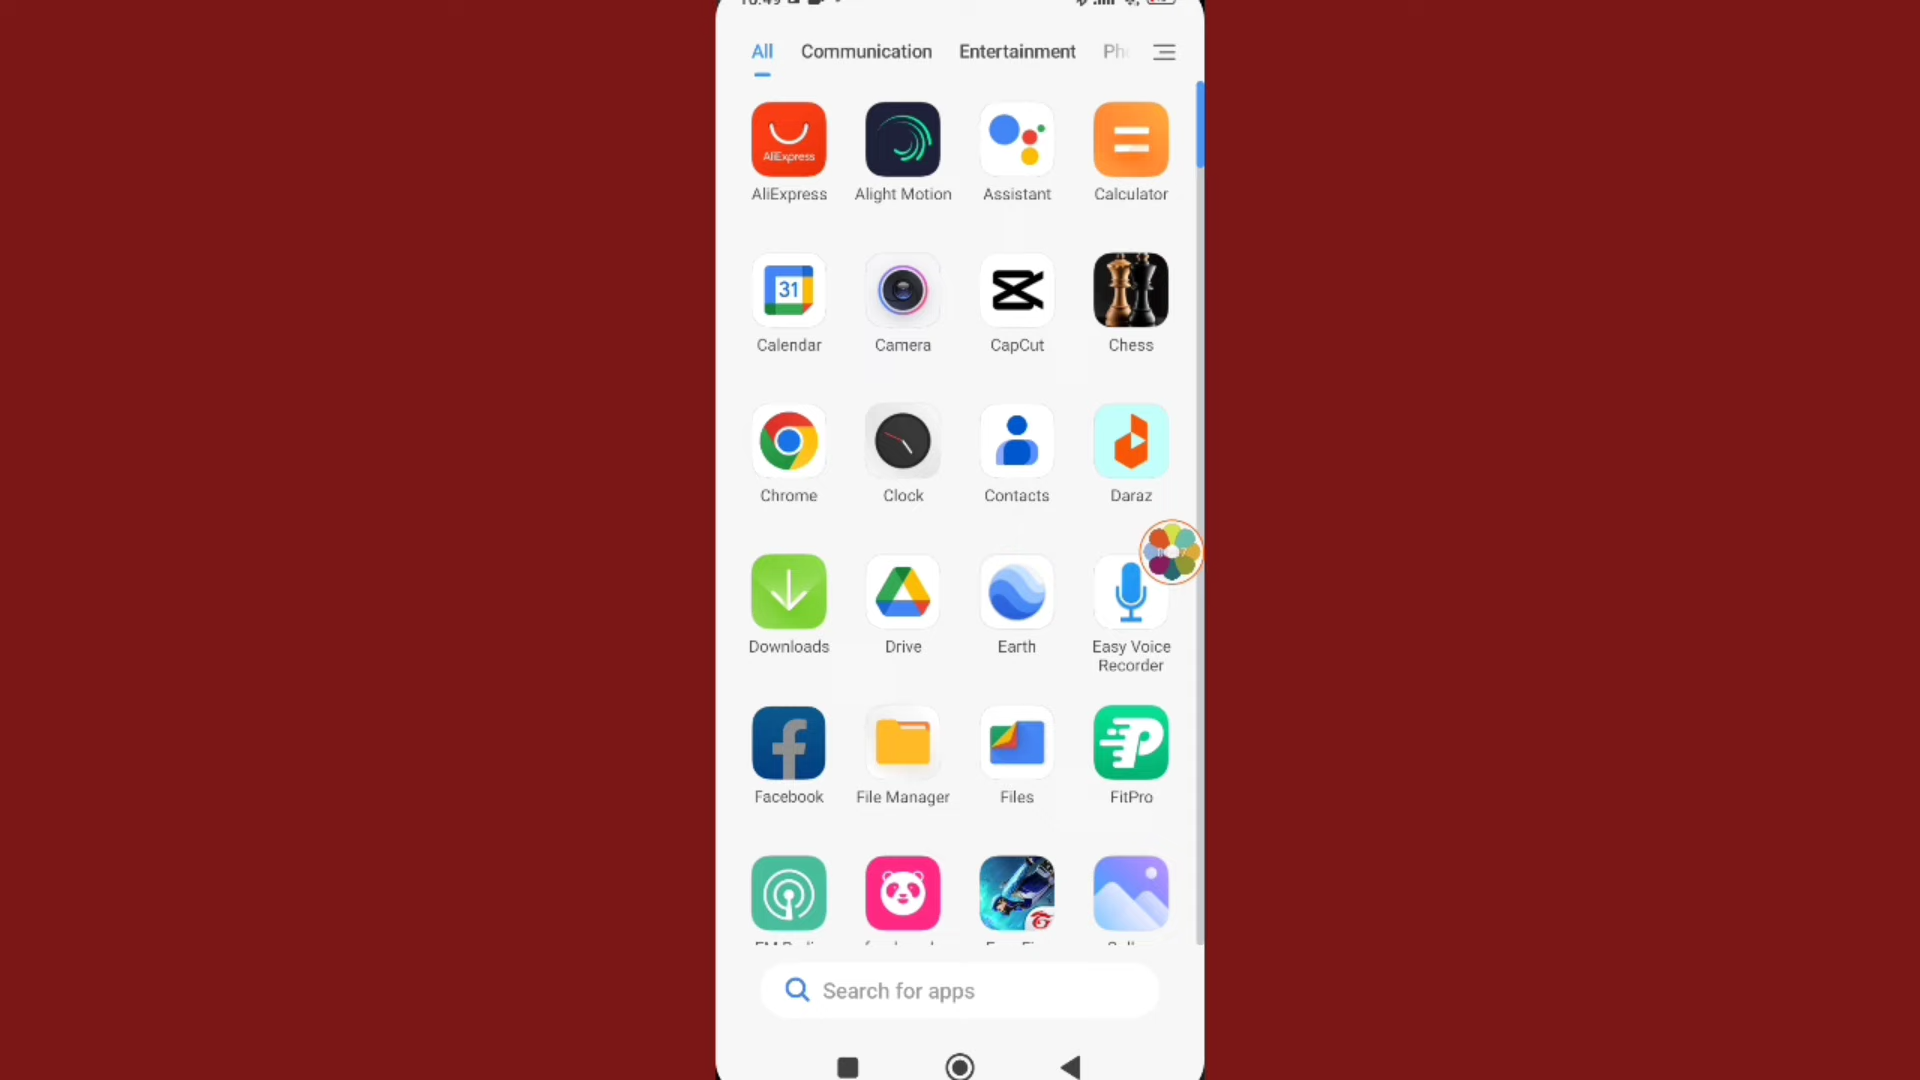 All Communication Entertainment
AliExpress
AliExpress Alight Motion Assistant Calculator
31
Calendar Camera CapCut Chess
Chrome Clock Contacts Daraz
Downloads Drive Earth Easy Voice
Recorder
Facebook File Manager Files FitPro
Search for apps